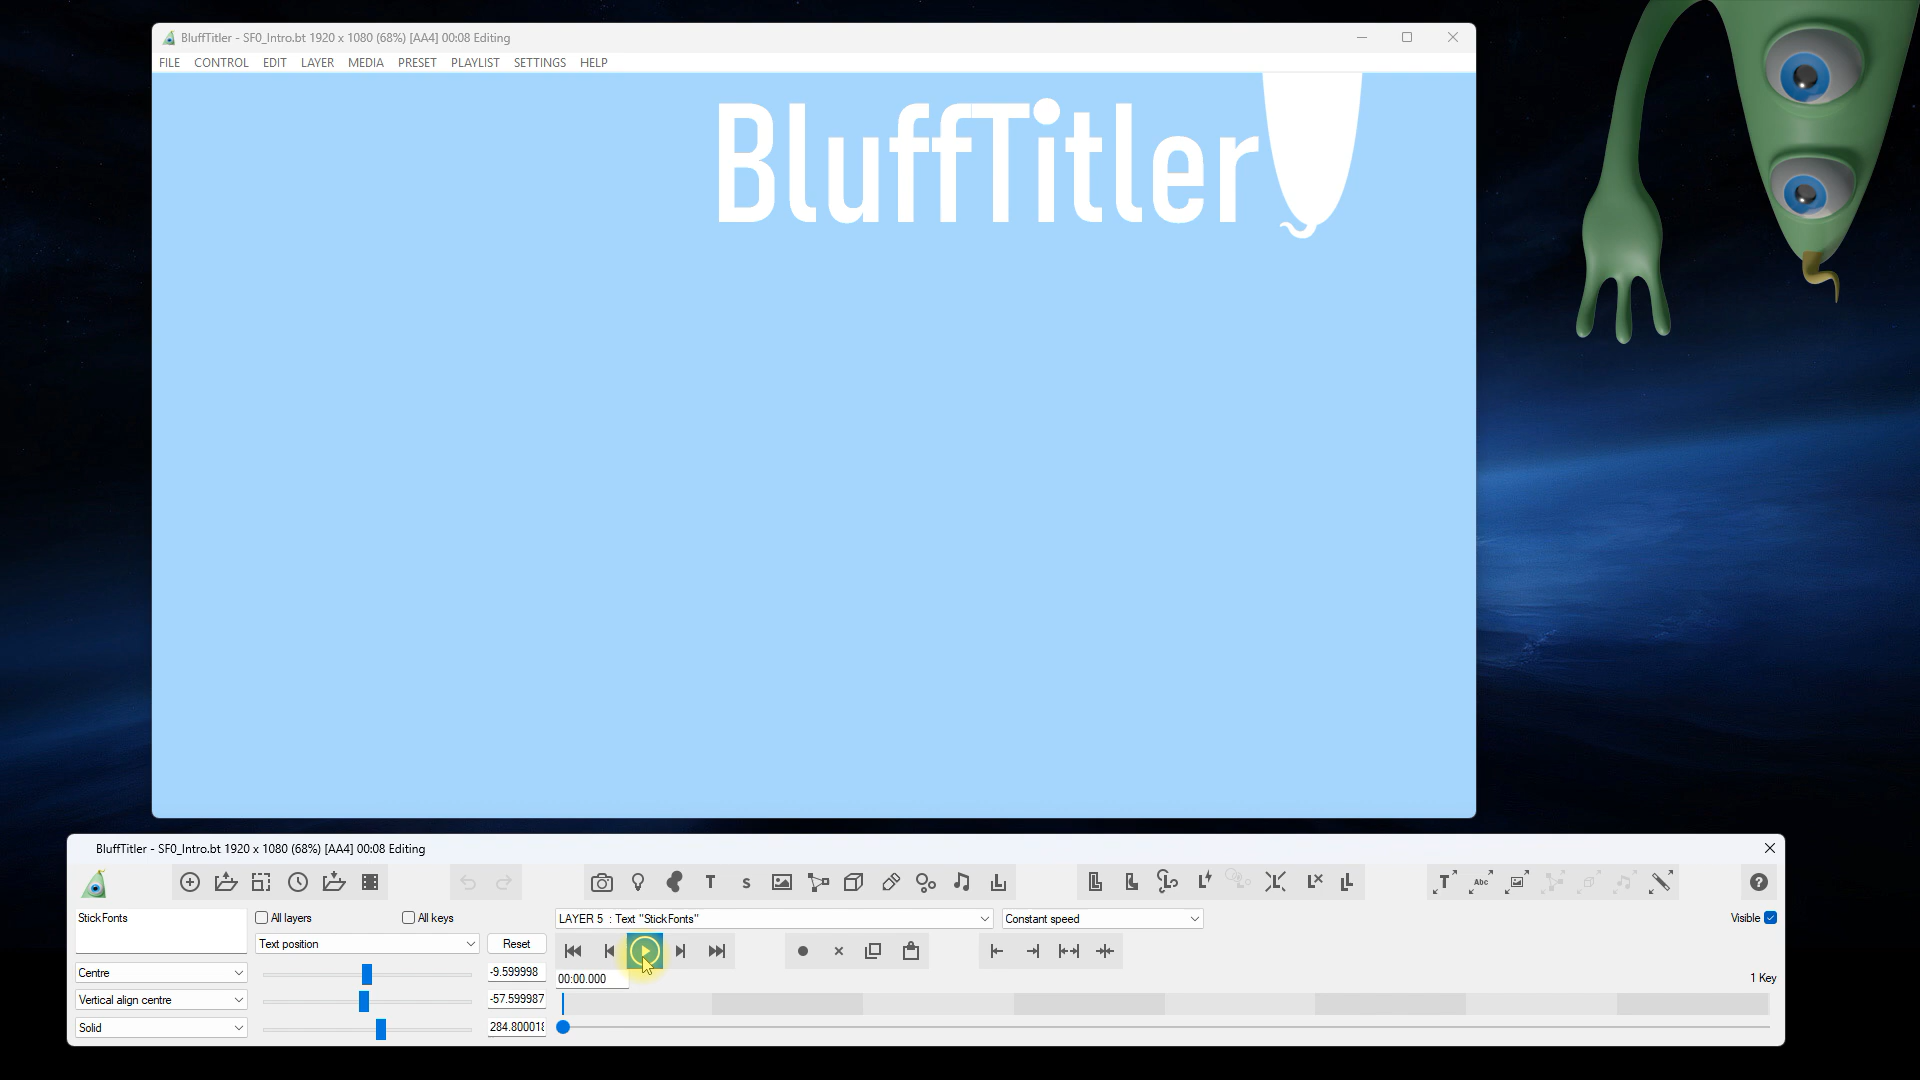 BluffTitler - SF0_Intro.bt 1920 x 1080 (68%) [AA4] 00:08 Editing
FILE CONTROL EDIT LAYER MEDIA PRESET PLAYLIST SETTINGS HELP
BluffTitler
BluffTitler - SF0_Intro.bt 1920 x 1080 (68%) [AA4] 00:08 Editing
T S
T Abc
StickFonts
All layers All keys
LAYER 5 : Text "StickFonts" Constant speed Visible
Text position Reset
Centre -9.599998
00:00.000 1 Key
Vertical align centre -57.599987
Solid 284.800018